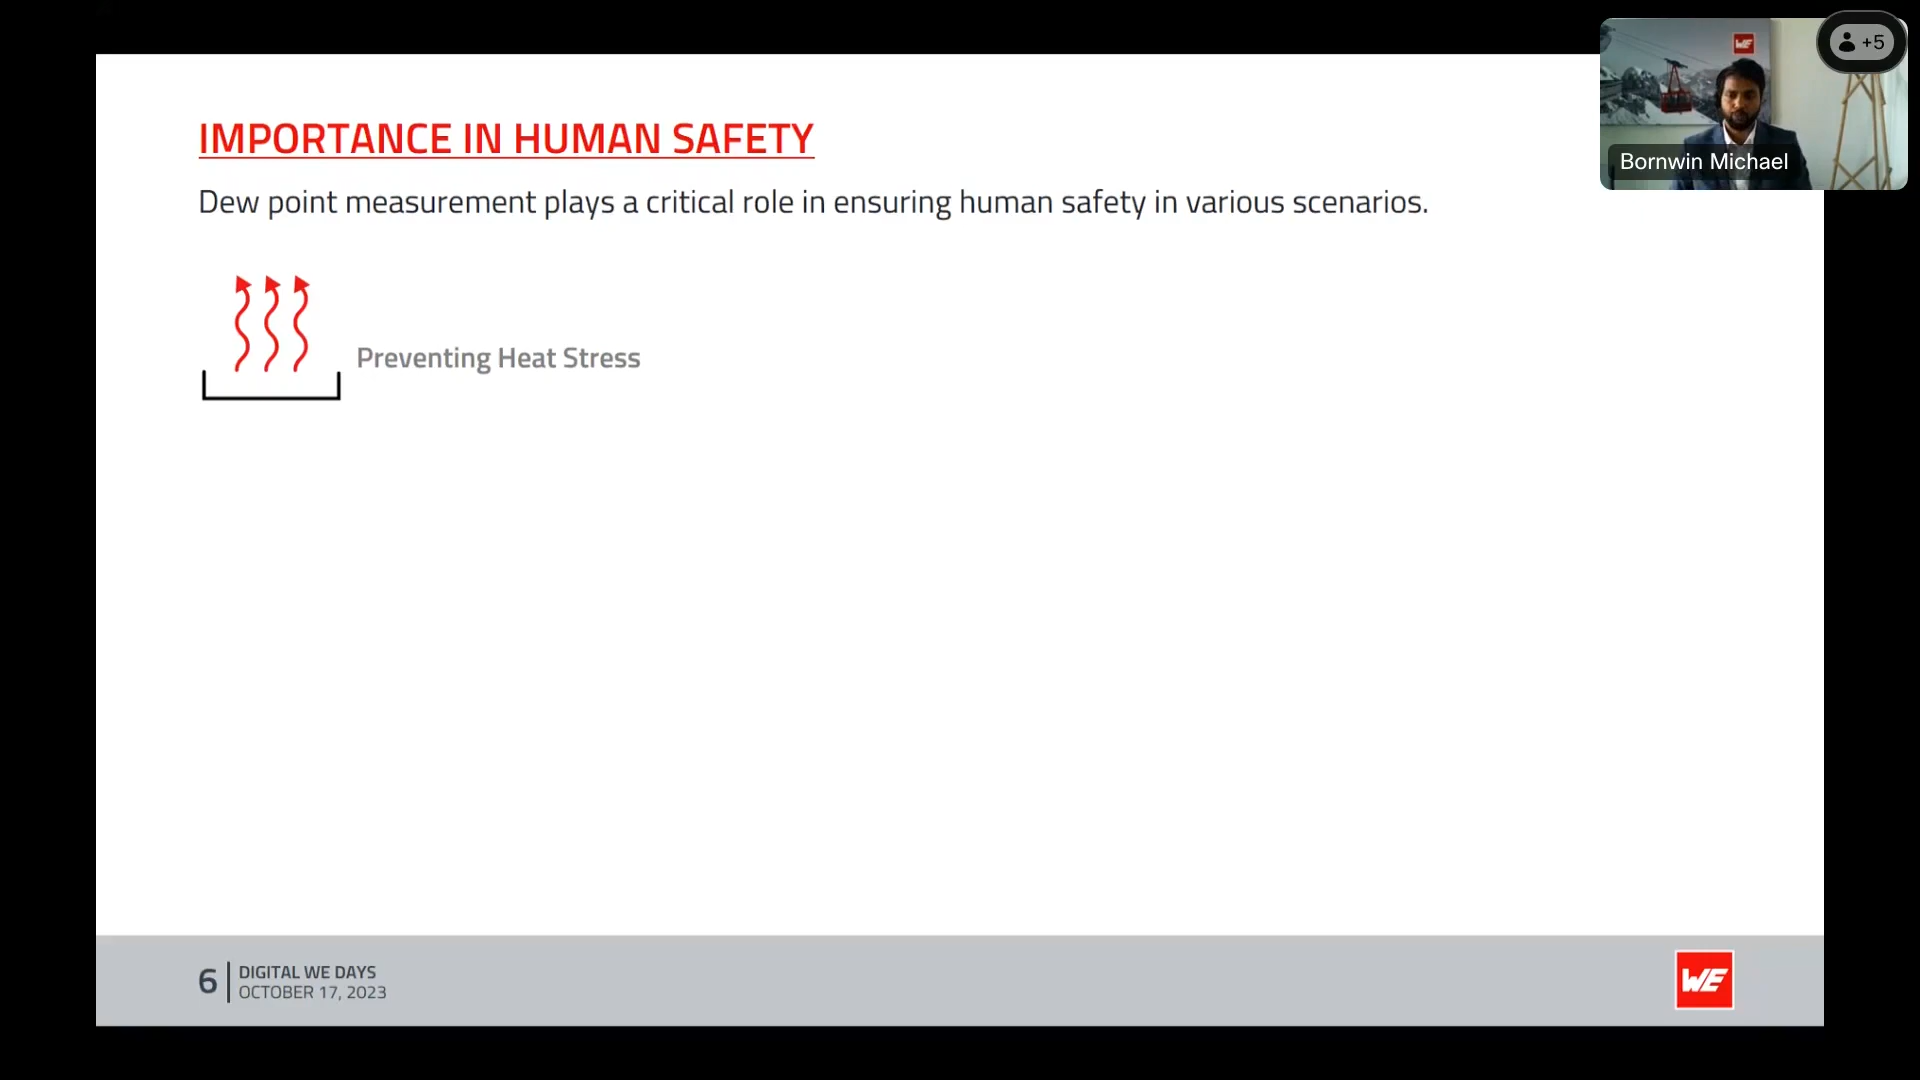 IMPORTANCE IN HUMAN SAFETY
Dew point measurement plays a critical role in ensuring human safety in various scenarios.
Preventing Heat Stress
6
DIGITAL WE DAYS
OCTOBER 17, 2023
WE
WE
+5
Bornwin Michael